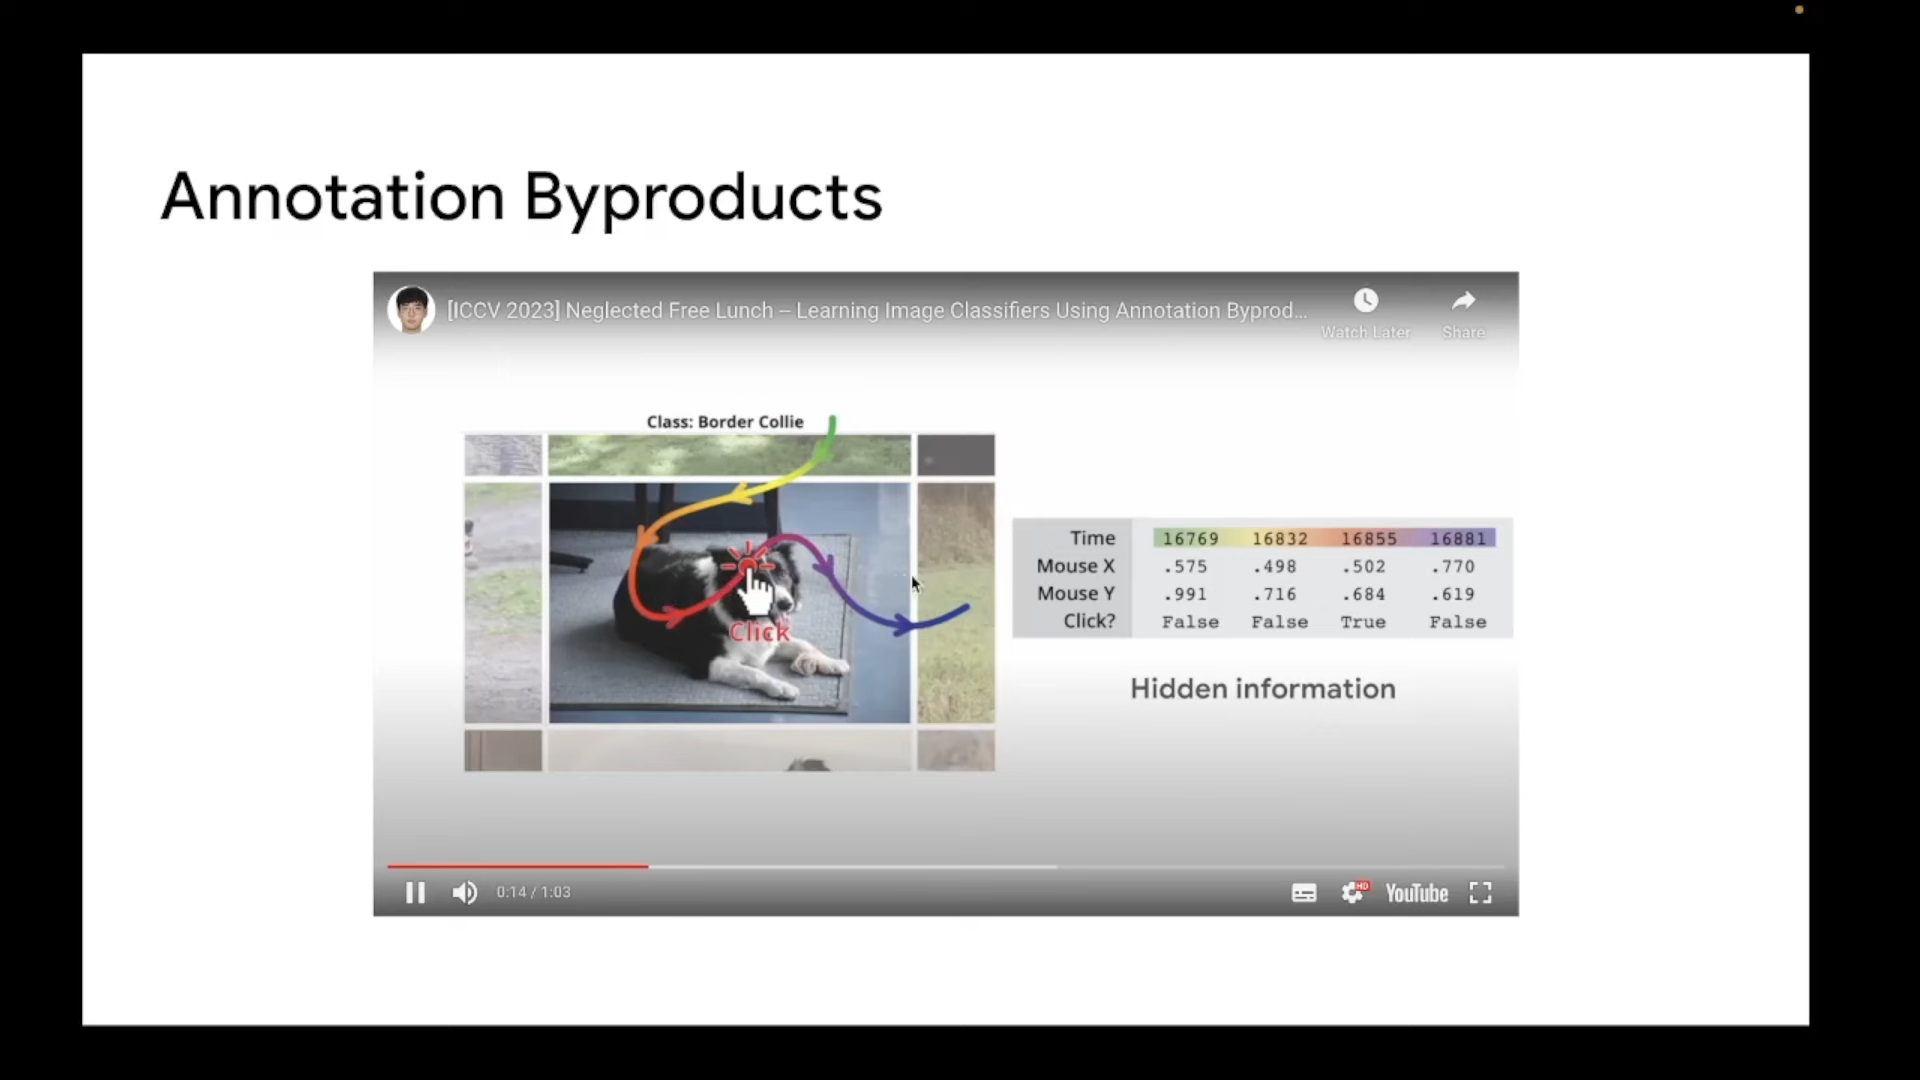 Annotation Byproducts
[ICCV 2023] Neglected Free Lunch – Learning Image Classifiers Using Annotation Byprod...
Watch Later
Share
Class: Border Collie
Click
Time 16769 16832 16855 16881
Mouse X .575 .498 .502 .770
Mouse Y .991 .716 .684 .619
Click? False False True False
Hidden information
0:14 / 1:03
HD
YouTube